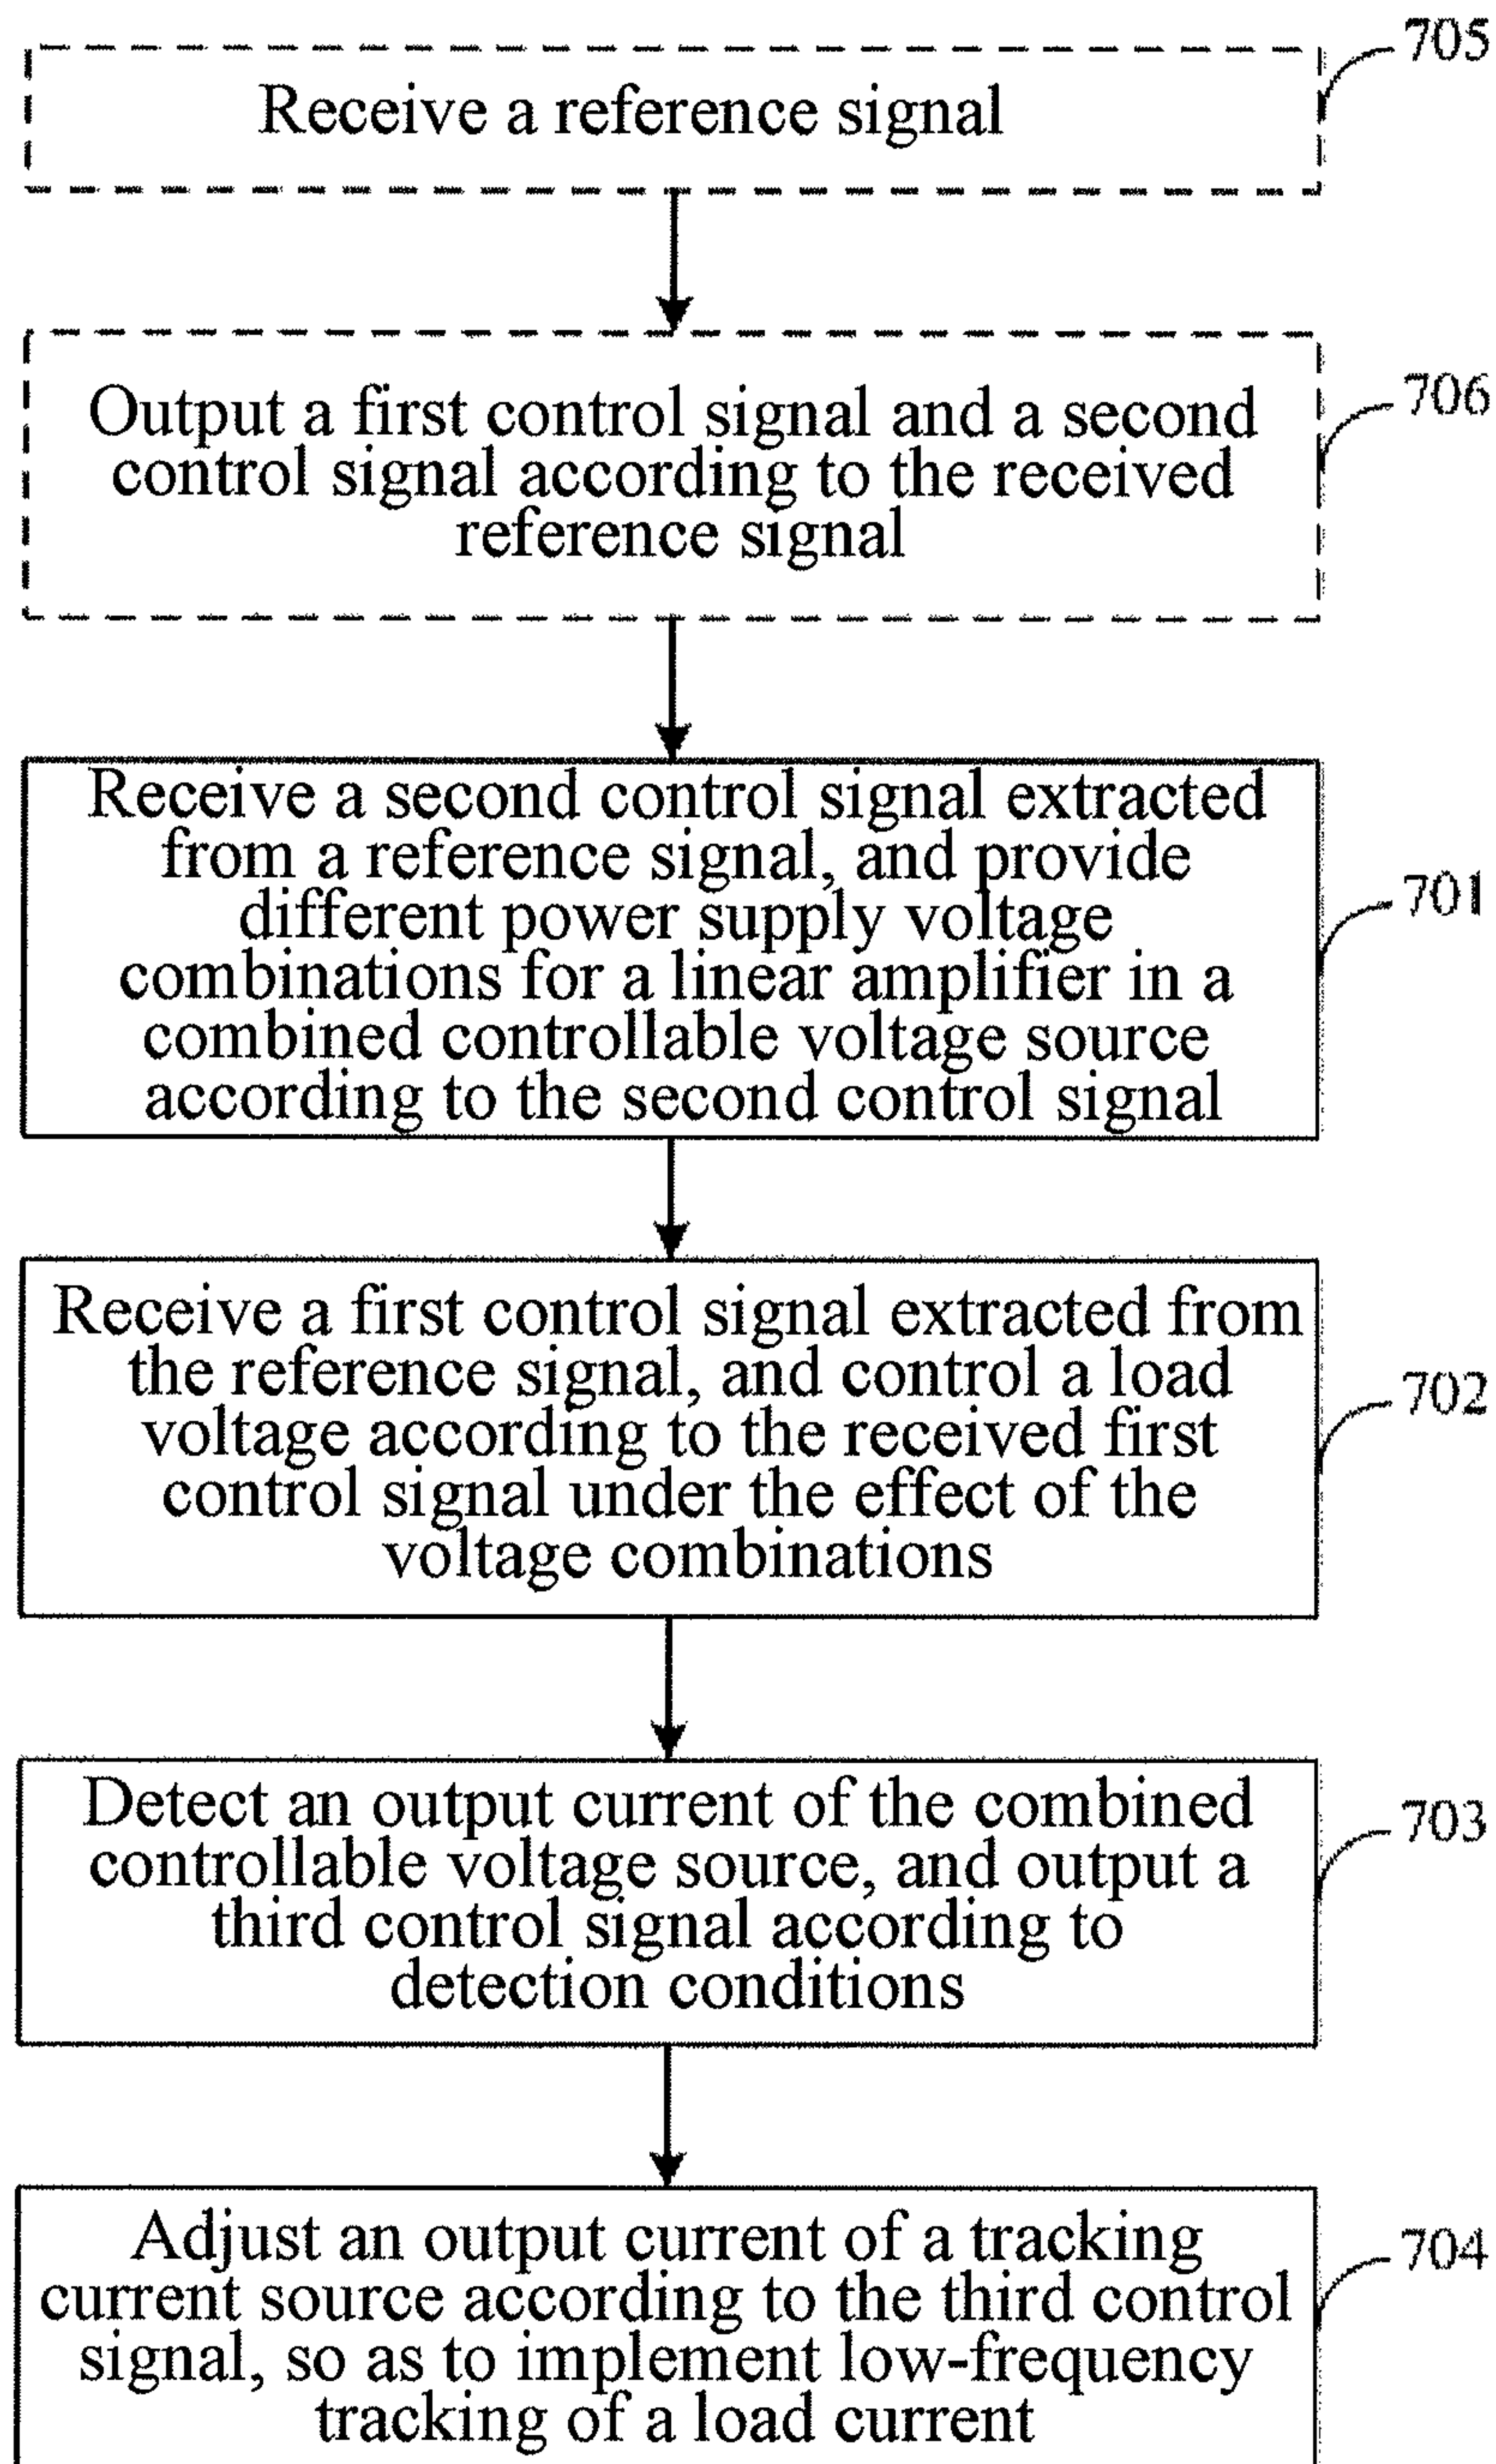 705
Receive a reference signal
706
Output a first control signal and a second
control signal according to the received
reference signal
701
Receive a second control signal extracted
from a reference signal, and provide
different power supply voltage
combinations for a linear amplifier in a
combined controllable voltage source
according to the second control signal
702
Receive a first control signal extracted from
the reference signal, and control a load
voltage according to the received first
control signal under the effect of the
voltage combinations
703
Detect an output current of the combined
controllable voltage source, and output a
third control signal according to
detection conditions
704
Adjust an output current of a tracking
current source according to the third control
signal, so as to implement low-frequency
tracking of a load current